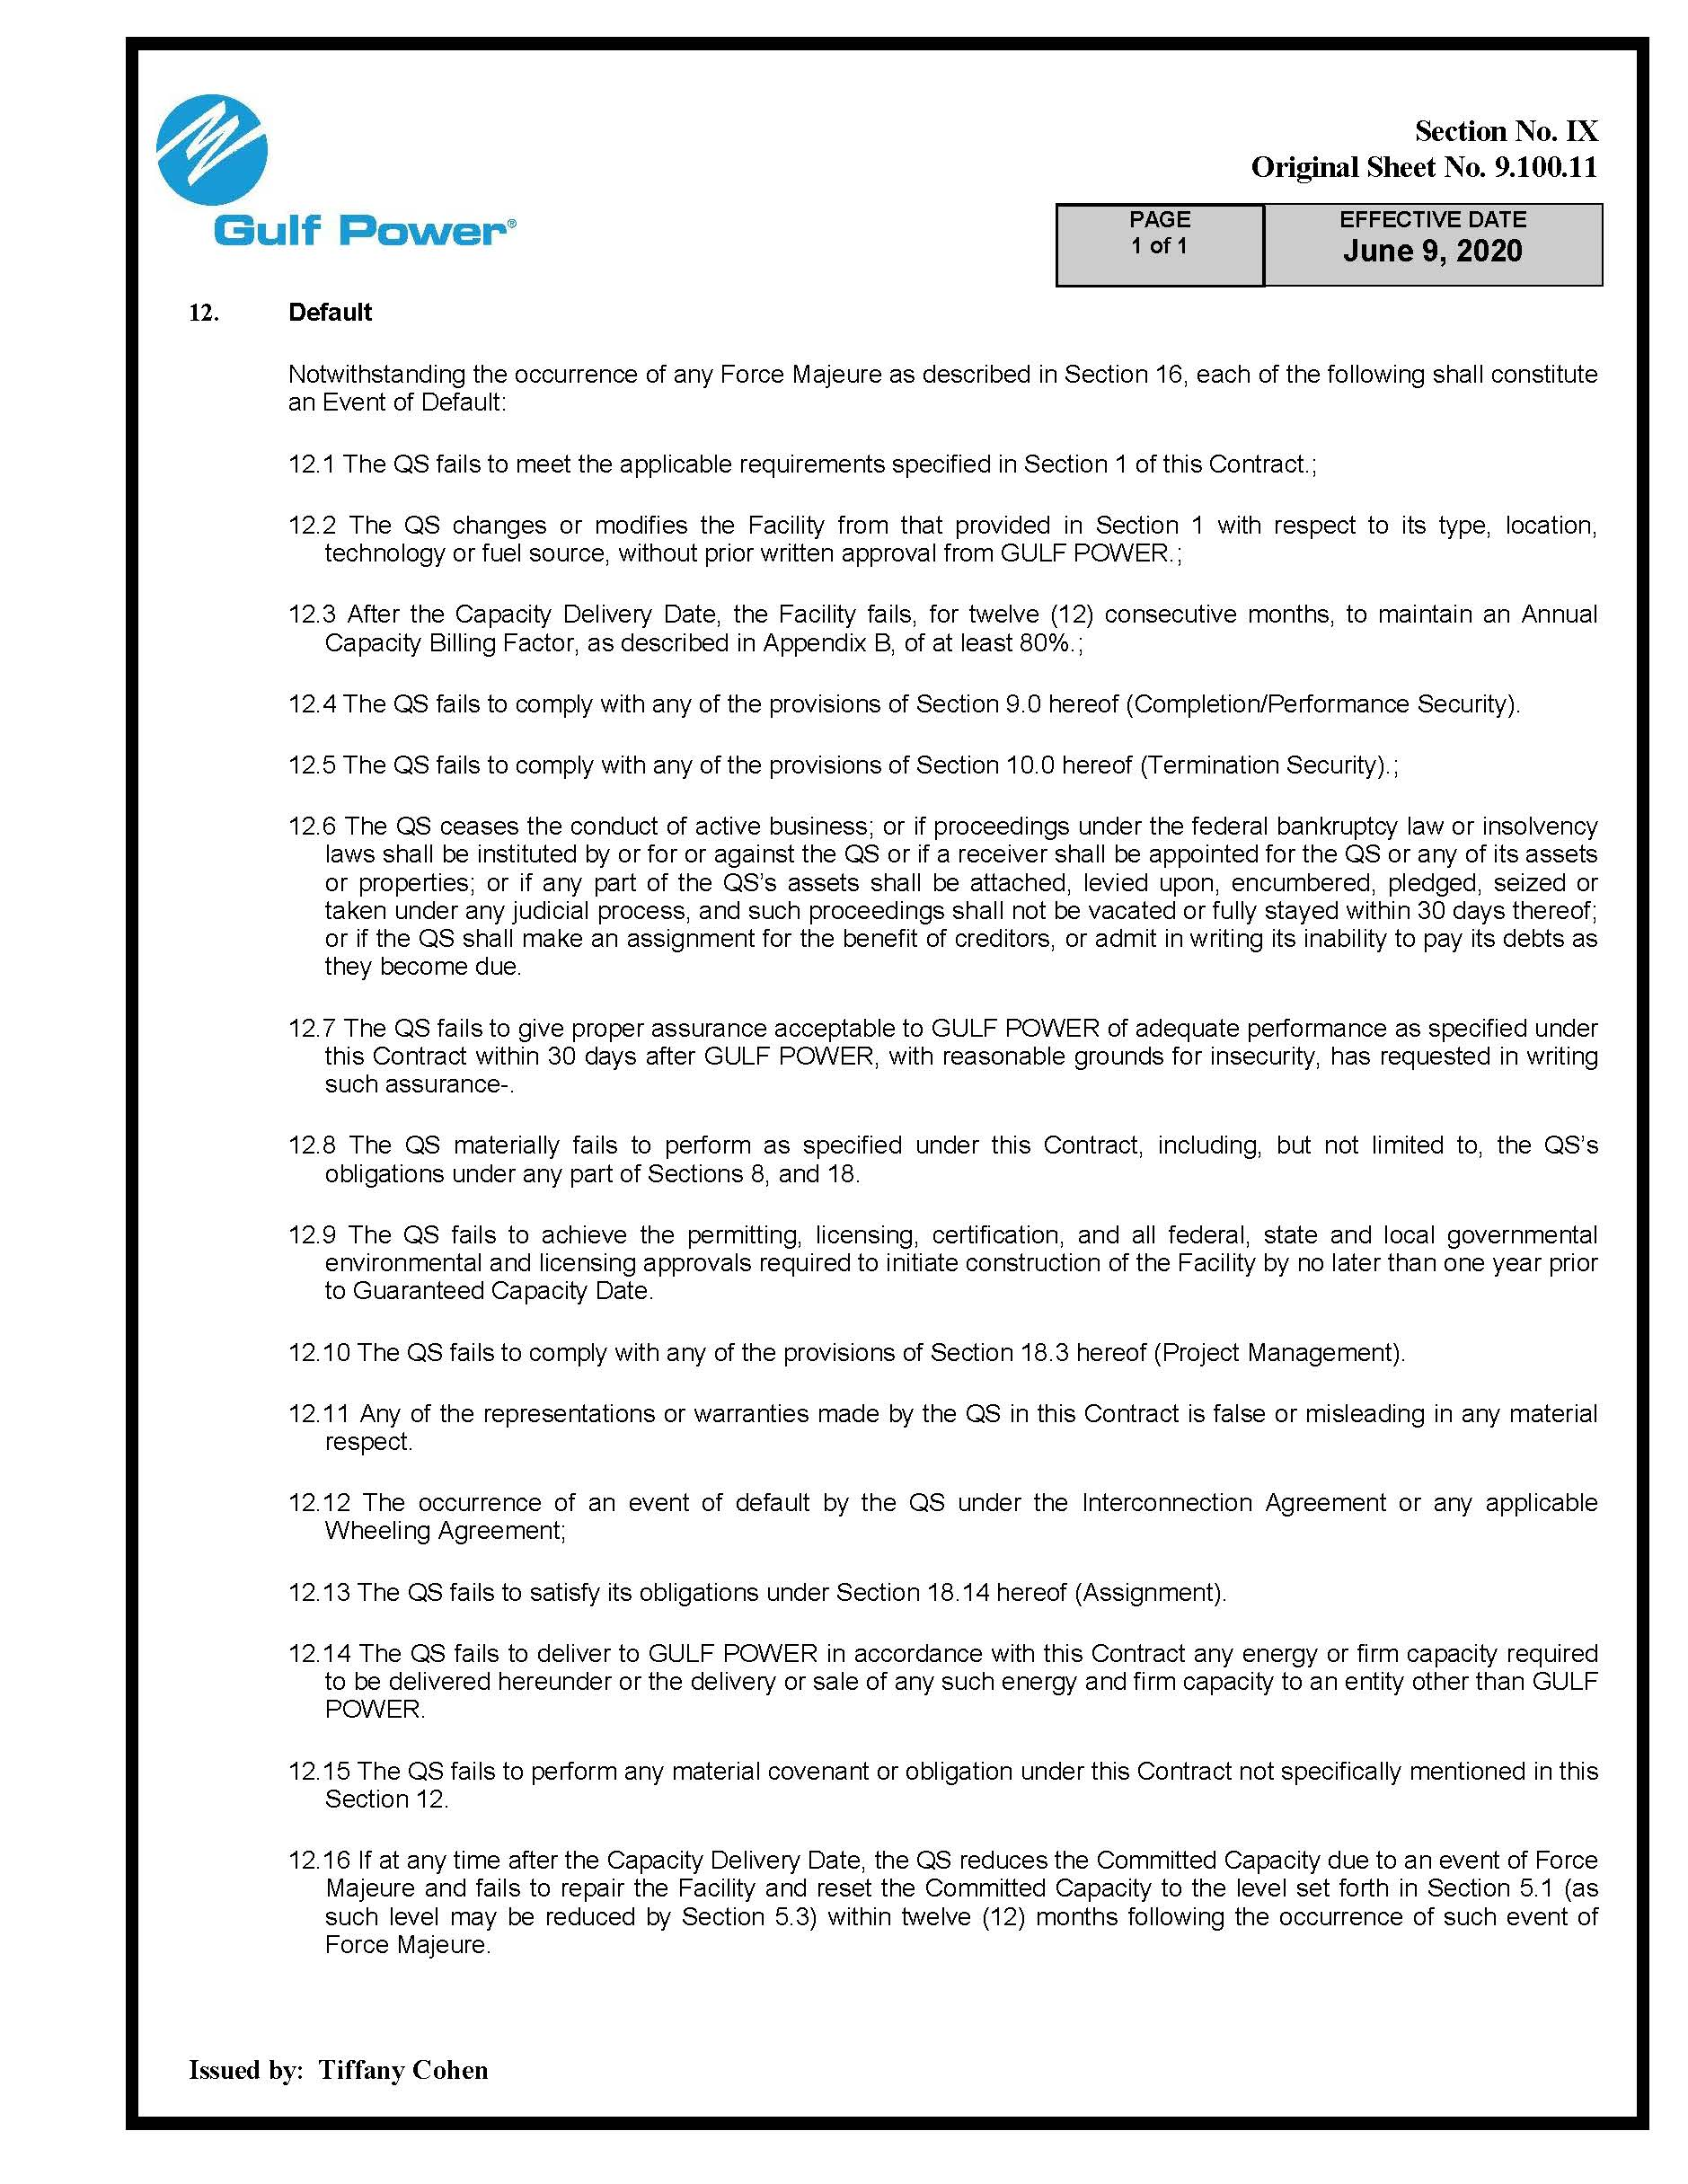 Section No. IX
Original Sheet No. 9.100.11
Gulf Power®
PAGE
1 of 1
EFFECTIVE DATE
June 9, 2020
12. Default
Notwithstanding the occurrence of any Force Majeure as described in Section 16, each of the following shall constitute
an Event of Default:
12.1 The QS fails to meet the applicable requirements specified in Section 1 of this Contract.;
12.2 The QS changes or modifies the Facility from that provided in Section 1 with respect to its type, location,
technology or fuel source, without prior written approval from GULF POWER.;
12.3 After the Capacity Delivery Date, the Facility fails, for twelve (12) consecutive months, to maintain an Annual
Capacity Billing Factor, as described in Appendix B, of at least 80%.;
12.4 The QS fails to comply with any of the provisions of Section 9.0 hereof (Completion/Performance Security).
12.5 The QS fails to comply with any of the provisions of Section 10.0 hereof (Termination Security).;
12.6 The QS ceases the conduct of active business; or if proceedings under the federal bankruptcy law or insolvency
laws shall be instituted by or for or against the QS or if a receiver shall be appointed for the QS or any of its assets
or properties; or if any part of the QS’s assets shall be attached, levied upon, encumbered, pledged, seized or
taken under any judicial process, and such proceedings shall not be vacated or fully stayed within 30 days thereof;
or if the QS shall make an assignment for the benefit of creditors, or admit in writing its inability to pay its debts as
they become due.
12.7 The QS fails to give proper assurance acceptable to GULF POWER of adequate performance as specified under
this Contract within 30 days after GULF POWER, with reasonable grounds for insecurity, has requested in writing
such assurance-.
12.8 The QS materially fails to perform as specified under this Contract, including, but not limited to, the QS’s
obligations under any part of Sections 8, and 18.
12.9 The QS fails to achieve the permitting, licensing, certification, and all federal, state and local governmental
environmental and licensing approvals required to initiate construction of the Facility by no later than one year prior
to Guaranteed Capacity Date.
12.10 The QS fails to comply with any of the provisions of Section 18.3 hereof (Project Management).
12.11 Any of the representations or warranties made by the QS in this Contract is false or misleading in any material
respect.
12.12 The occurrence of an event of default by the QS under the Interconnection Agreement or any applicable
Wheeling Agreement;
12.13 The QS fails to satisfy its obligations under Section 18.14 hereof (Assignment).
12.14 The QS fails to deliver to GULF POWER in accordance with this Contract any energy or firm capacity required
to be delivered hereunder or the delivery or sale of any such energy and firm capacity to an entity other than GULF
POWER.
12.15 The QS fails to perform any material covenant or obligation under this Contract not specifically mentioned in this
Section 12.
12.16 If at any time after the Capacity Delivery Date, the QS reduces the Committed Capacity due to an event of Force
Majeure and fails to repair the Facility and reset the Committed Capacity to the level set forth in Section 5.1 (as
such level may be reduced by Section 5.3) within twelve (12) months following the occurrence of such event of
Force Majeure.
Issued by: Tiffany Cohen